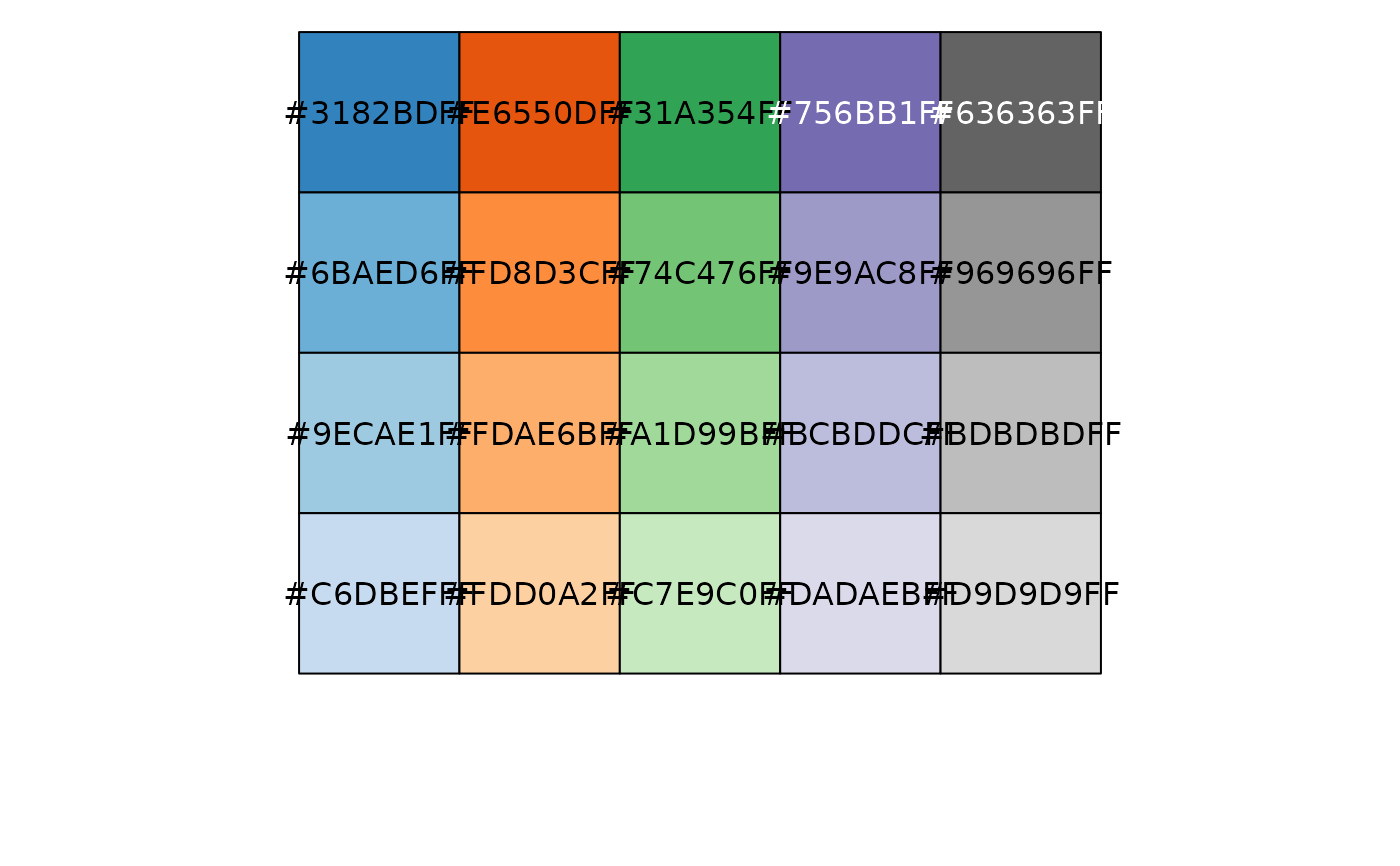 #3182BDFF #E6550DFF #31A354FF #756BB1FF #636363FF
#6BAED6FF #FD8D3CFF #74C476FF #9E9AC8FF #969696FF
#9ECAE1FF #FDAE6BFF #A1D99BFF #BCBDDCFF #BDBDBDFF
#C6DBEFFF #FDD0A2FF #C7E9C0FF #DADAEBFF #D9D9D9FF